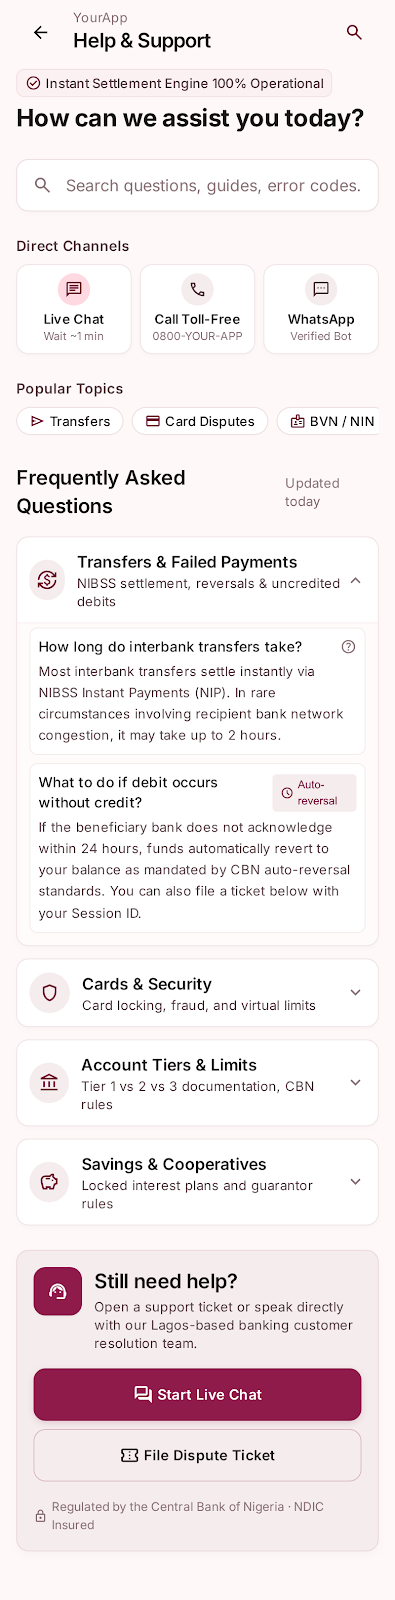 YourApp
Help & Support
Instant Settlement Engine 100% Operational
How can we assist you today?
Search questions, guides, error codes.
Direct Channels
Live Chat
Wait ~1 min
Call Toll-Free
0800-YOUR-APP
WhatsApp
Verified Bot
Popular Topics
Transfers
Card Disputes
BVN / NIN
Frequently Asked
Questions
Updated
today
Transfers & Failed Payments
NIBSS settlement, reversals & uncredited
debits
How long do interbank transfers take?
Most interbank transfers settle instantly via
NIBSS Instant Payments (NIP). In rare
circumstances involving recipient bank network
congestion, it may take up to 2 hours.
What to do if debit occurs
without credit?
Auto-
reversal
If the beneficiary bank does not acknowledge
within 24 hours, funds automatically revert to
your balance as mandated by CBN auto-reversal
standards. You can also file a ticket below with
your Session ID.
Cards & Security
Card locking, fraud, and virtual limits
Account Tiers & Limits
Tier 1 vs 2 vs 3 documentation, CBN
rules
Savings & Cooperatives
Locked interest plans and guarantor
rules
Still need help?
Open a support ticket or speak directly
with our Lagos-based banking customer
resolution team.
Start Live Chat
File Dispute Ticket
Regulated by the Central Bank of Nigeria · NDIC
Insured